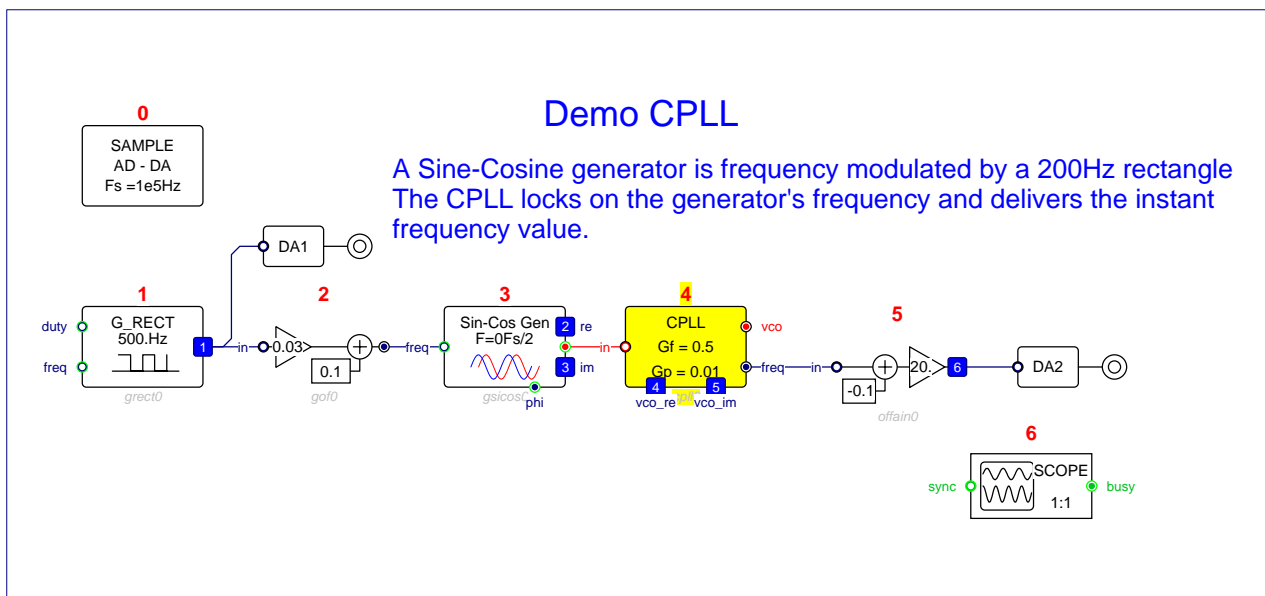 Demo CPLL
A Sine-Cosine generator is frequency modulated by a 200Hz rectangle
The CPLL locks on the generator's frequency and delivers the instant
frequency value.
0
SAMPLE
AD - DA
Fs =1e5Hz
DA1
1
duty
freq
G_RECT
500.Hz
1
grect0
2
in
0.03
0.1
gof0
3
freq
Sin-Cos Gen
F=0Fs/2
2
re
3
im
phi
4
in
CPLL
Gf = 0.5
Gp = 0.01
4
5
vco_re
vco_im
vco
freq
5
in
-0.1
20.
6
offain0
DA2
6
sync
SCOPE
1:1
busy